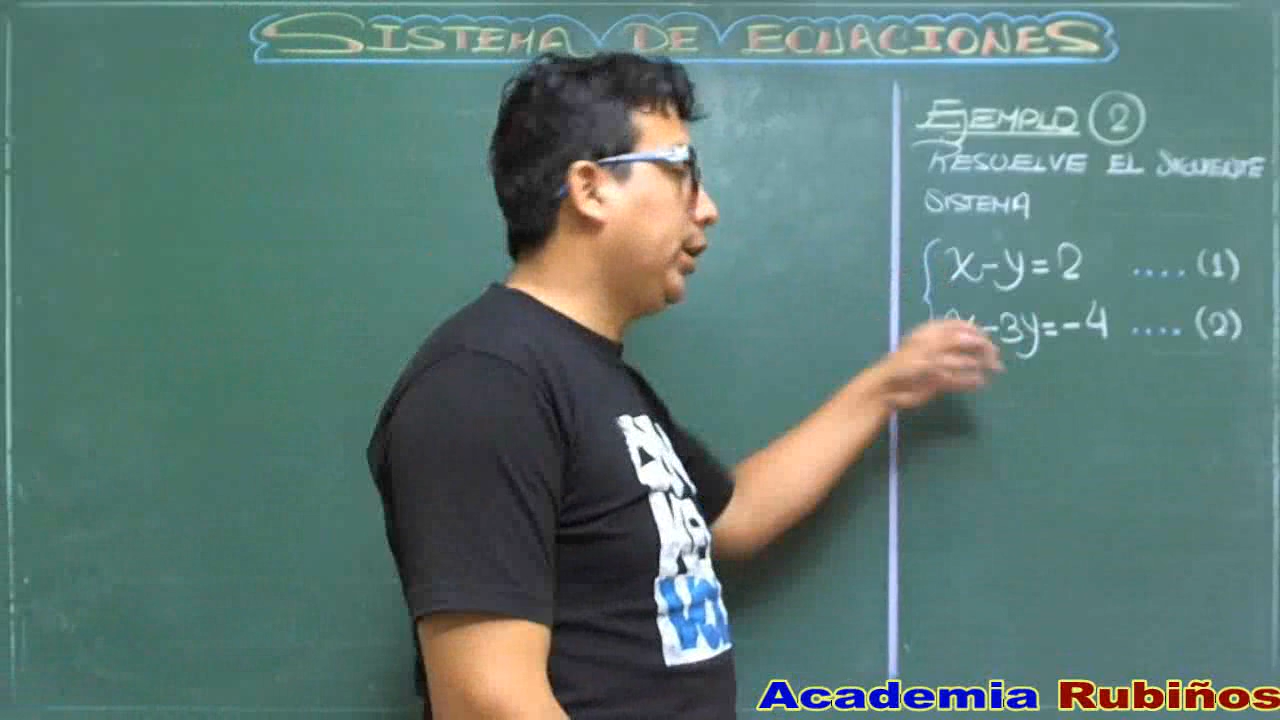 SISTEMA DE ECUACIONES
EJEMPLO 2
RESUELVE EL SIGUIENTE
SISTEMA
x-y=2 .... (1)
-3y=-4 .... (2)
Academia Rubiños